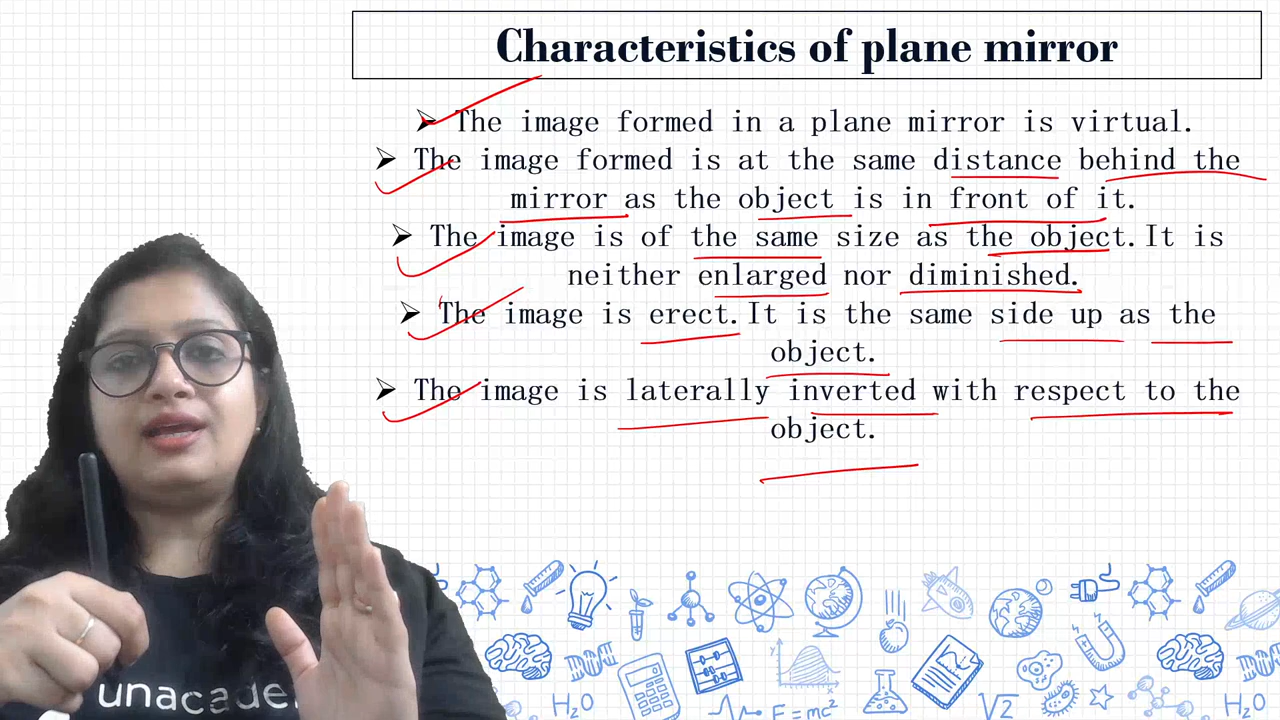 Characteristics of plane mirror
➢ The image formed in a plane mirror is virtual.
➢ The image formed is at the same distance behind the
mirror as the object is in front of it.
➢ The image is of the same size as the object.It is
neither enlarged nor diminished.
➢ The image is erect.It is the same side up as the
object.
➢ The image is laterally inverted with respect to the
object.
unacade
y
x
H₂O
F=mc²
√2
H₂O